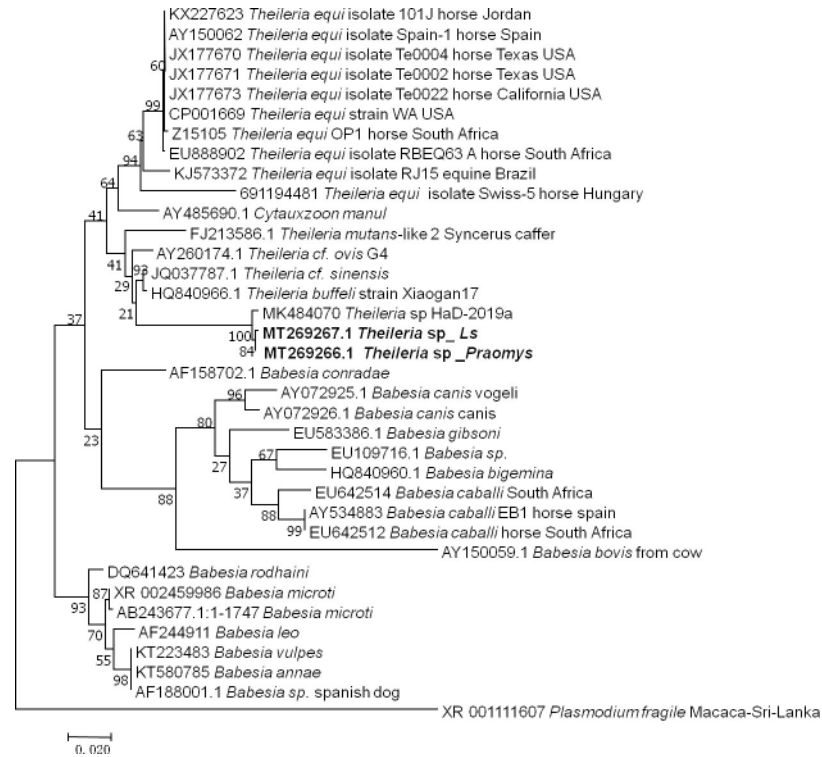 KX227623 Theileria equi isolate 101J horse Jordan
AY150062 Theileria equi isolate Spain-1 horse Spain
JX177670 Theileria equi isolate Te0004 horse Texas USA
JX177671 Theileria equi isolate Te0002 horse Texas USA
60
JX177673 Theileria equi isolate Te0022 horse California USA
99
CP001669 Theileria equi strain WA USA
Z15105 Theileria equi OP1 horse South Africa
63
EU888902 Theileria equi isolate RBEQ63 A horse South Africa
94
KJ573372 Theileria equi isolate RJ15 equine Brazil
64
691194481 Theileria equi isolate Swiss-5 horse Hungary
41
AY485690.1 Cytauxzoon manul
FJ213586.1 Theileria mutans-like 2 Syncerus caffer
41
AY260174.1 Theileria cf. ovis G4
93
JQ037787.1 Theileria cf. sinensis
29
HQ840966.1 Theileria buffeli strain Xiaogan17
21
37
MK484070 Theileria sp HaD-2019a
100
MT269267.1 Theileria sp_ Ls
84
MT269266.1 Theileria sp _Praomys
AF158702.1 Babesia conradae
96
AY072925.1 Babesia canis vogeli
AY072926.1 Babesia canis canis
80
23
EU583386.1 Babesia gibsoni
67
EU109716.1 Babesia sp.
27
HQ840960.1 Babesia bigemina
37
EU642514 Babesia caballi South Africa
88
88
AY534883 Babesia caballi EB1 horse spain
99
EU642512 Babesia caballi horse South Africa
AY150059.1 Babesia bovis from cow
DQ641423 Babesia rodhaini
87
XR 002459986 Babesia microti
93
AB243677.1:1-1747 Babesia microti
70
AF244911 Babesia leo
KT223483 Babesia vulpes
55
KT580785 Babesia annae
98
AF188001.1 Babesia sp. spanish dog
XR 001111607 Plasmodium fragile Macaca-Sri-Lanka
0.020